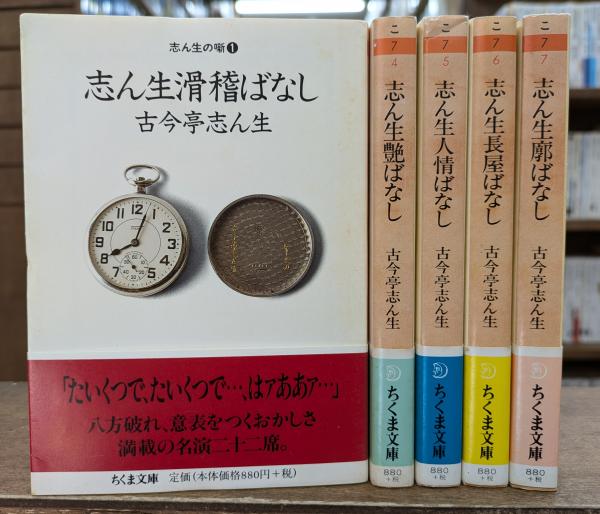 志ん生の噺❶
志ん生滑稽ばなし
古今亭志ん生
「たいくつで、たいくつで…、はァああァ…」
八方破れ、意表をつくおかしさ
満載の名演二十二席。
ちくま文庫 定価(本体価格880円+税)
こ
7
4
志ん生艶ばなし
古今亭志ん生
ちくま文庫
880
+税
こ
7
5
志ん生人情ばなし
古今亭志ん生
ちくま文庫
880
+税
こ
7
6
志ん生長屋ばなし
古今亭志ん生
ちくま文庫
880
+税
こ
7
7
志ん生廓ばなし
古今亭志ん生
ちくま文庫
880
+税